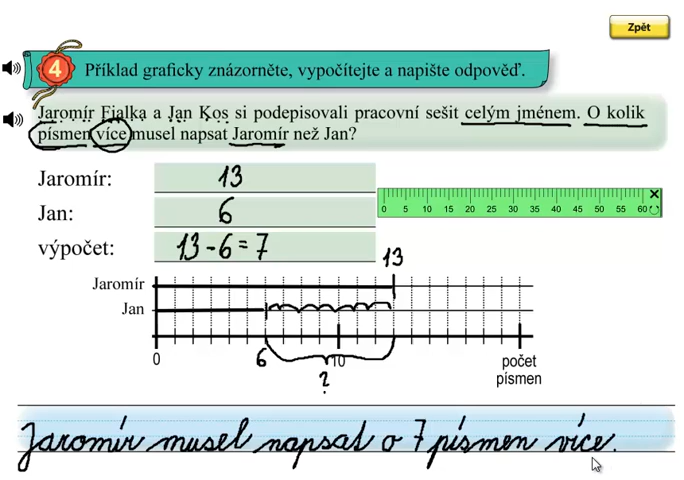 Zpět
4 Příklad graficky znázorněte, vypočítejte a napište odpověď.
Jaromír Fialka a Jan Kos si podepisovali pracovní sešit celým jménem. O kolik
písmen více musel napsat Jaromír než Jan?
Jaromír: 13
Jan: 6
výpočet: 13-6=7
0 5 10 15 20 25 30 35 40 45 50 55 60
13
Jaromír
Jan
0 6 10 počet
písmen
?
Jaromír musel napsat o 7 písmen více.